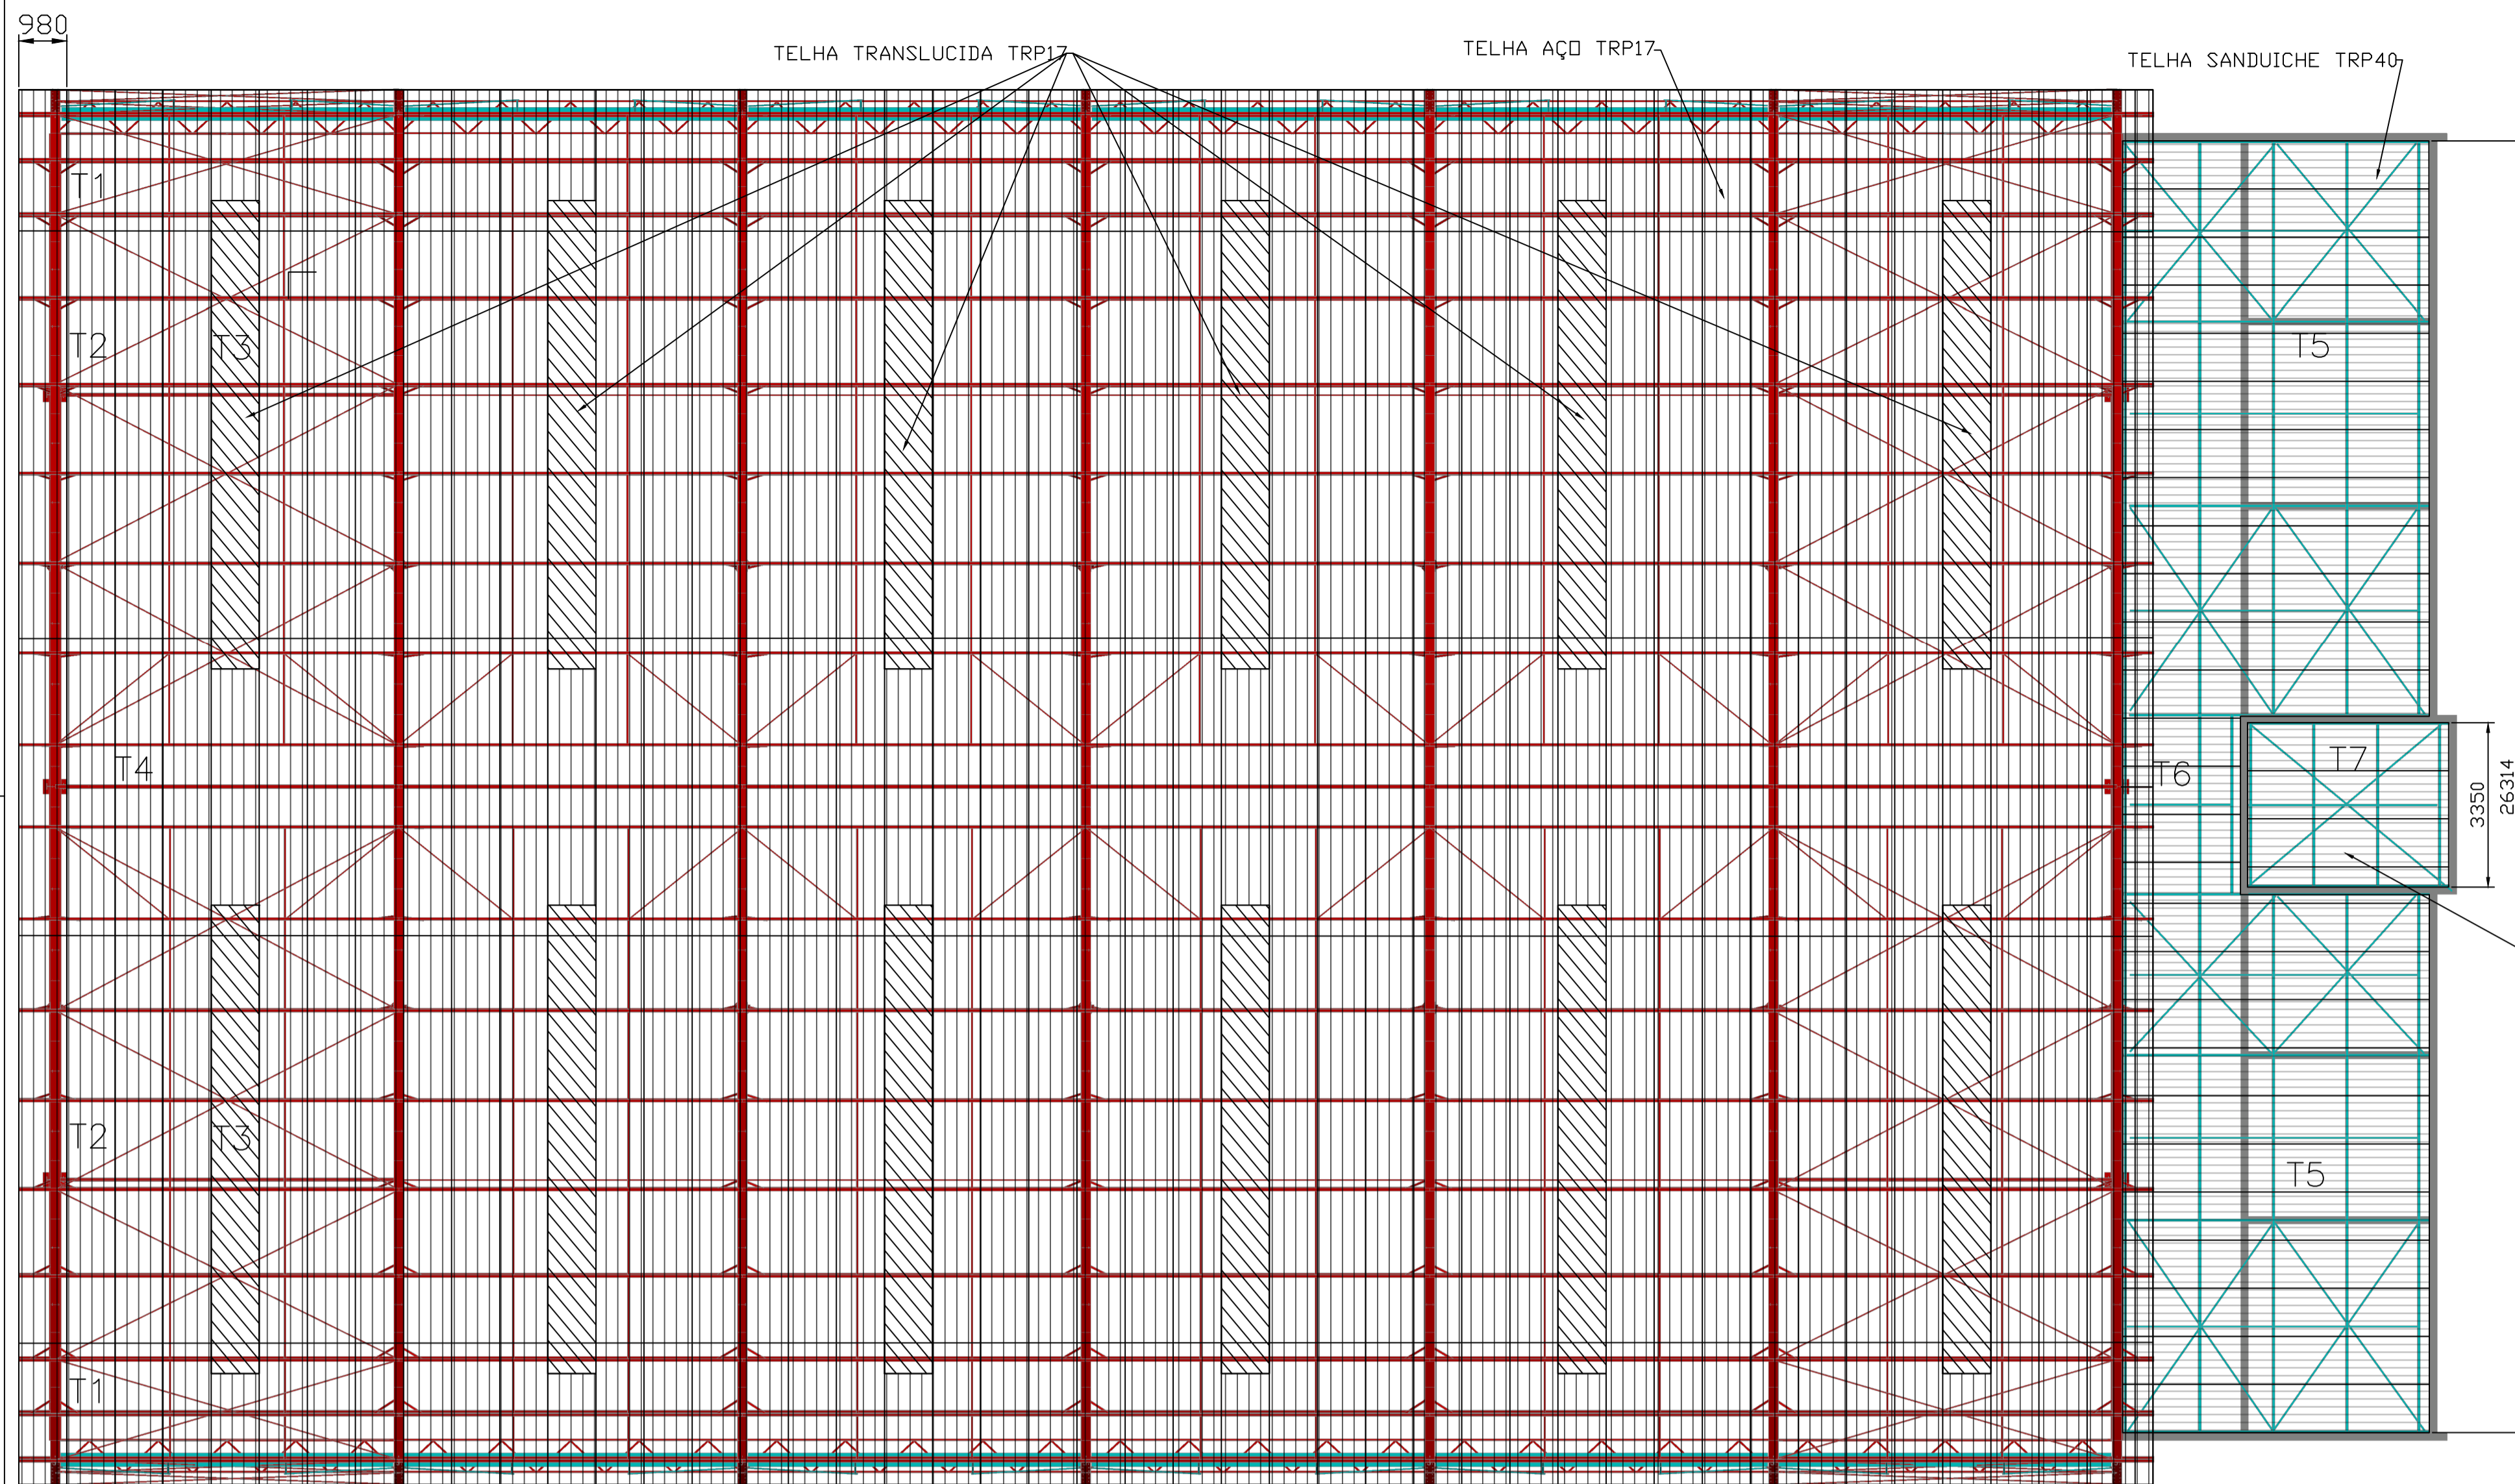 980
TELHA TRANSLUCIDA TRP17
TELHA AÇO TRP17
TELHA SANDUICHE TRP40
T1
T2
T3
T5
T4
T6
T7
3350
26314
T2
T3
T5
T1